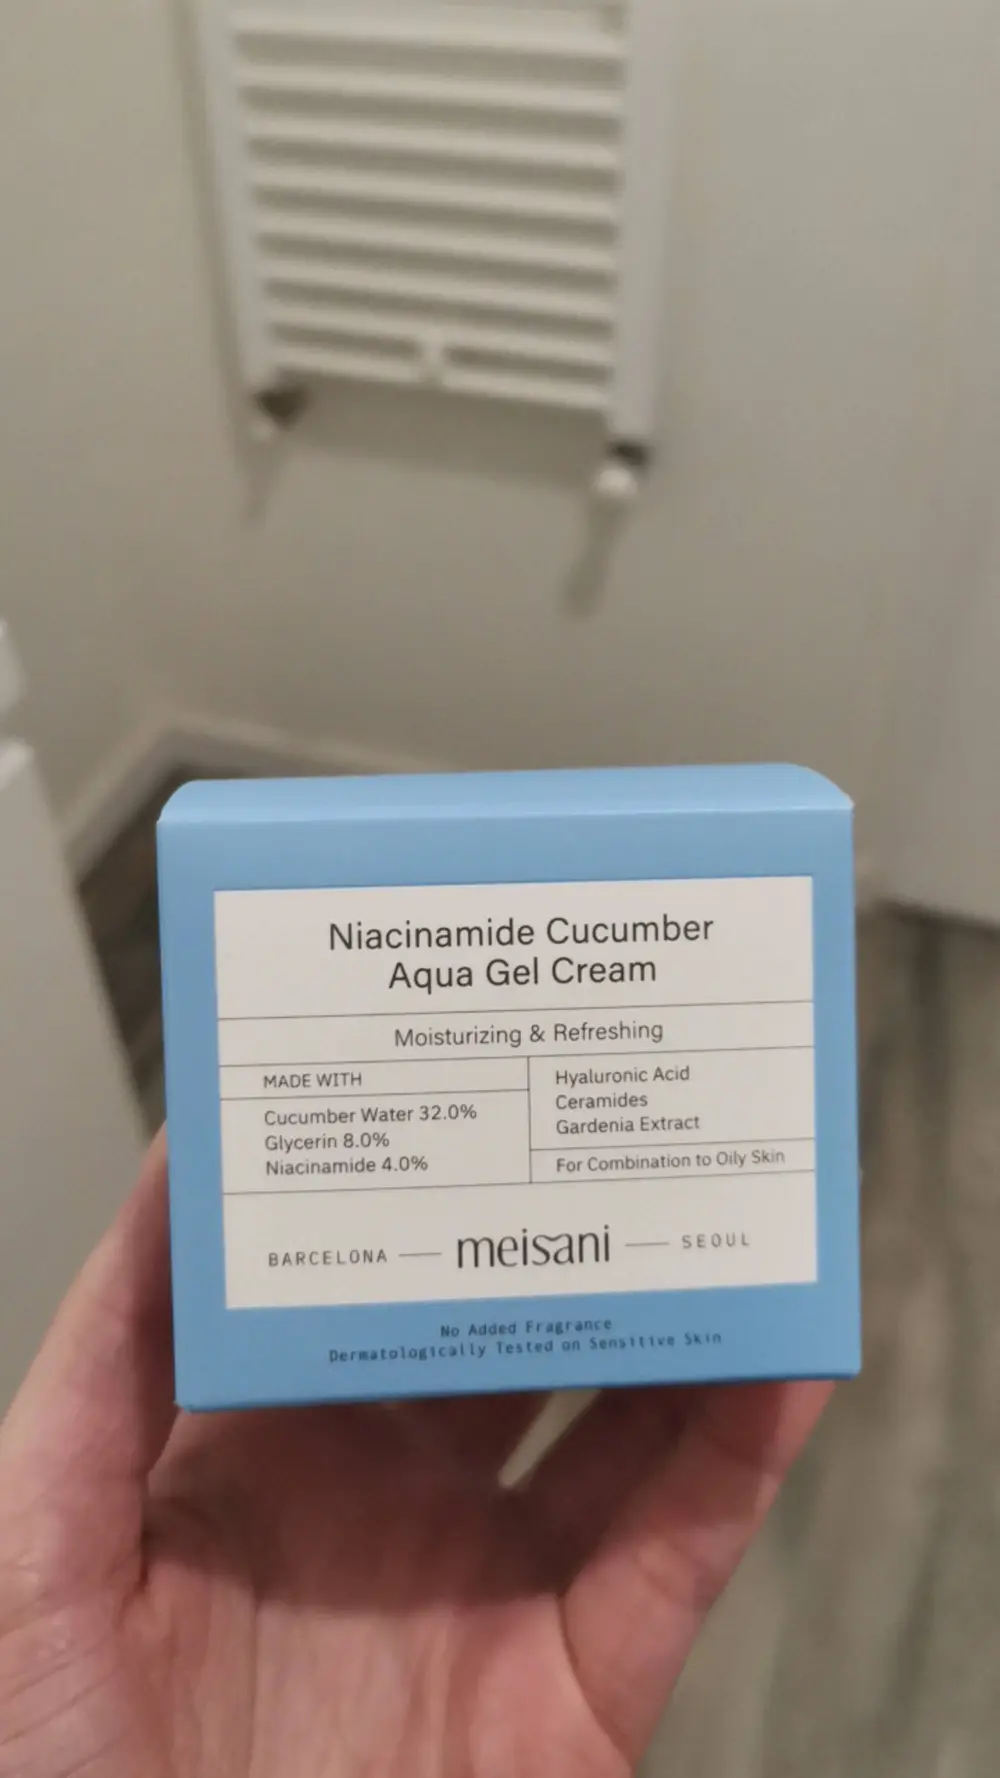 Niacinamide Cucumber
Aqua Gel Cream
Moisturizing & Refreshing
MADE WITH
Cucumber Water 32.0%
Glycerin 8.0%
Niacinamide 4.0%
Hyaluronic Acid
Ceramides
Gardenia Extract
For Combination to Oily Skin
BARCELONA — meisani — SEOUL
No Added Fragrance
Dermatologically Tested on Sensitive Skin